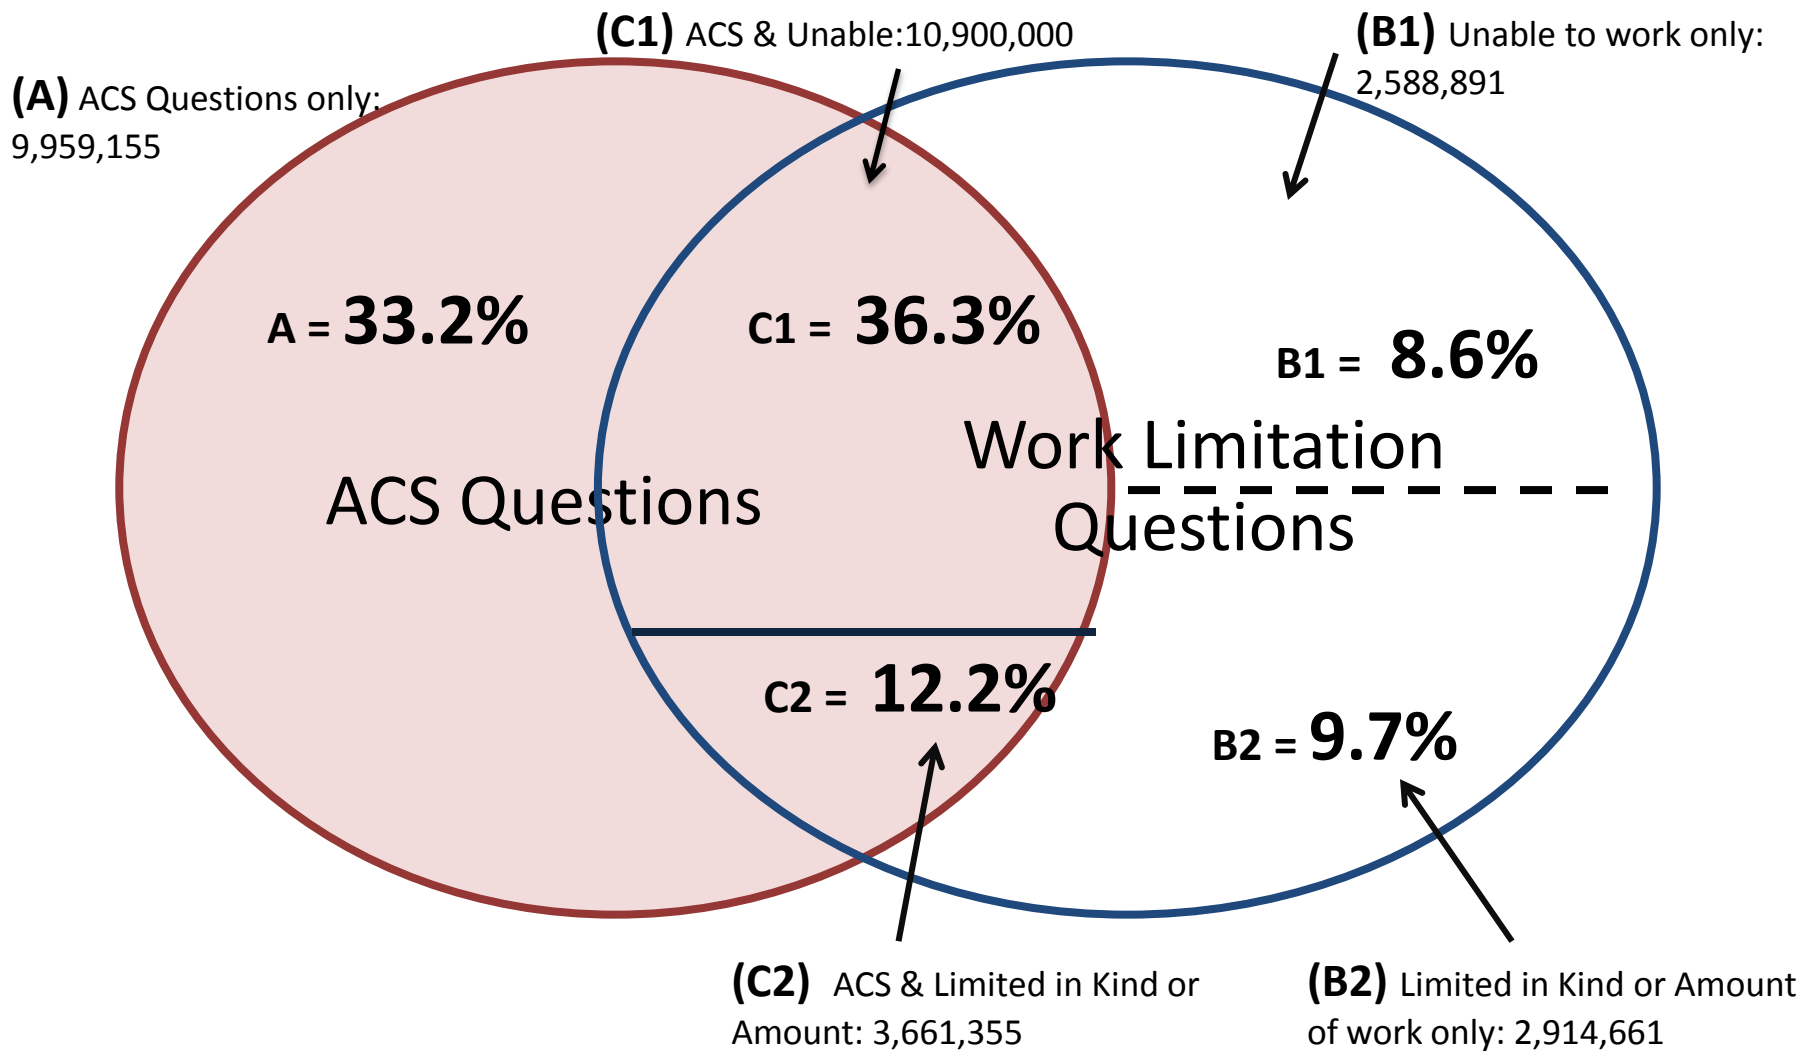 (C1) ACS & Unable:10,900,000
(B1) Unable to work only:
2,588,891
(A) ACS Questions only:
9,959,155
A = 33.2%
C1 = 36.3%
B1 = 8.6%
Work Limitation
Questions
ACS Questions
C2 = 12.2%
B2 = 9.7%
(C2) ACS & Limited in Kind or
Amount: 3,661,355
(B2) Limited in Kind or Amount
of work only: 2,914,661